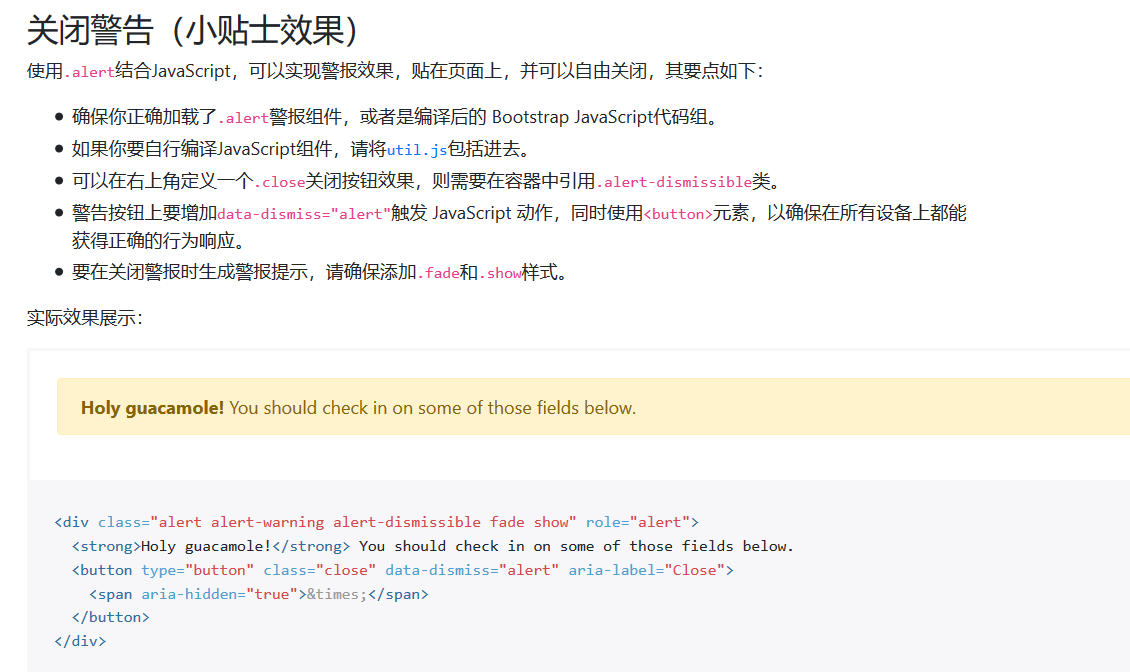 关闭警告（小贴士效果）
使用.alert结合JavaScript，可以实现警报效果，贴在页面上，并可以自由关闭，其要点如下：
确保你正确加载了.alert警报组件，或者是编译后的 Bootstrap JavaScript代码组。
如果你要自行编译JavaScript组件，请将util.js包括进去。
可以在右上角定义一个.close关闭按钮效果，则需要在容器中引用.alert-dismissible类。
警告按钮上要增加data-dismiss="alert"触发 JavaScript 动作，同时使用<button>元素，以确保在所有设备上都能
获得正确的行为响应。
要在关闭警报时生成警报提示，请确保添加.fade和.show样式。
实际效果展示：
Holy guacamole! You should check in on some of those fields below.
<div class="alert alert-warning alert-dismissible fade show" role="alert">
<strong>Holy guacamole!</strong> You should check in on some of those fields below.
<button type="button" class="close" data-dismiss="alert" aria-label="Close">
<span aria-hidden="true">&times;</span>
</button>
</div>